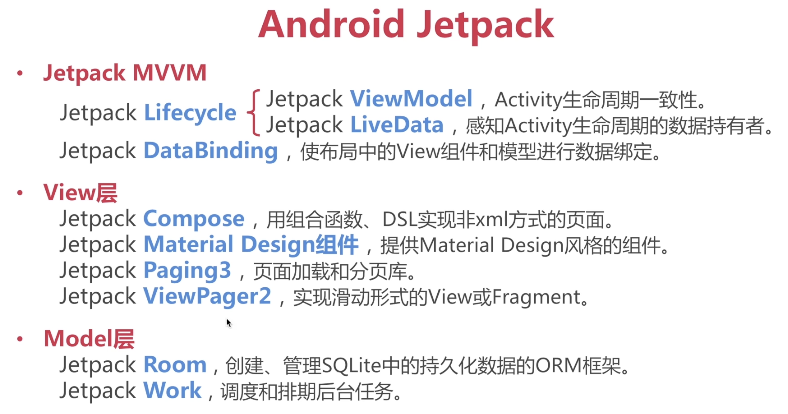 Android Jetpack
• Jetpack MVVM
Jetpack Lifecycle
Jetpack ViewModel，Activity生命周期一致性。
Jetpack LiveData，感知Activity生命周期的数据持有者。
Jetpack DataBinding，使布局中的View组件和模型进行数据绑定。
• View层
Jetpack Compose，用组合函数、DSL实现非xml方式的页面。
Jetpack Material Design组件，提供Material Design风格的组件。
Jetpack Paging3，页面加载和分页库。
Jetpack ViewPager2，实现滑动形式的View或Fragment。
• Model层
Jetpack Room，创建、管理SQLite中的持久化数据的ORM框架。
Jetpack Work，调度和排期后台任务。